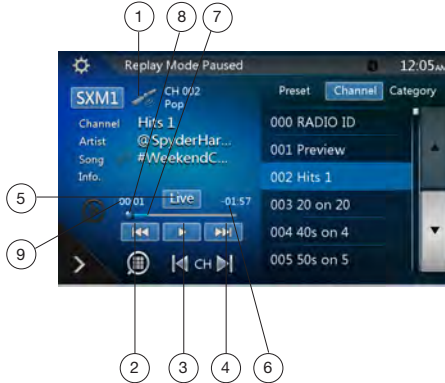 1 8 7
Replay Mode Paused 12:05AM
SXM1 CH 002 Preset Channel Category
Pop
Channel Hits 1 000 RADIO ID
Artist @SpyderHar... 001 Preview
Song #WeekendC...
Info. 002 Hits 1
5 00:01 Live -01:57 003 20 on 20
004 40s on 4
9 CH 005 50s on 5
2 3 4 6